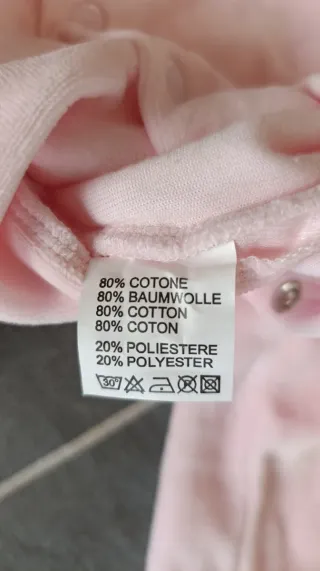 80% COTONE
80% BAUMWOLLE
80% COTTON
80% COTON
20% POLIESTERE
20% POLYESTER
30°